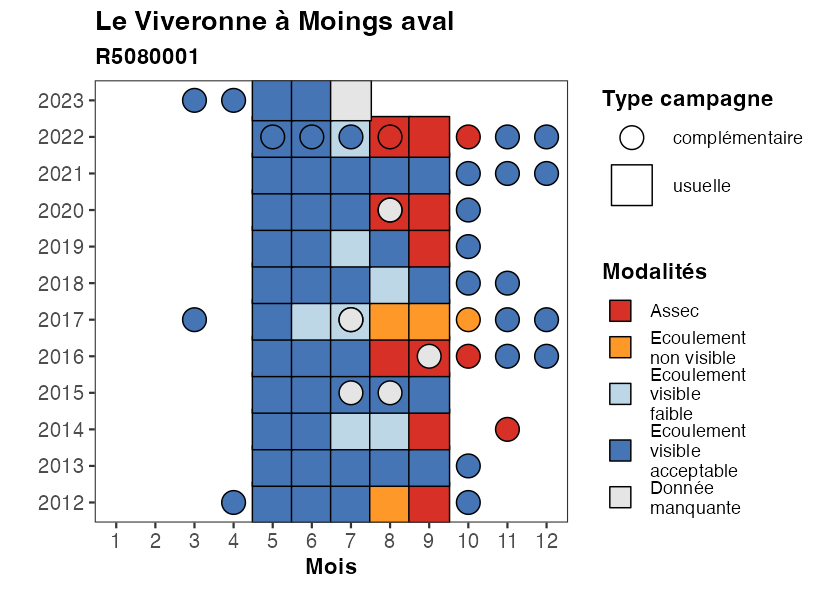 Le Viveronne à Moings aval
R5080001
2023
2022
2021
2020
2019
2018
2017
2016
2015
2014
2013
2012
1 2 3 4 5 6 7 8 9 10 11 12
Mois
Type campagne
complémentaire
usuelle
Modalités
Assec
Ecoulement
non visible
Ecoulement
visible
faible
Ecoulement
visible
acceptable
Donnée
manquante